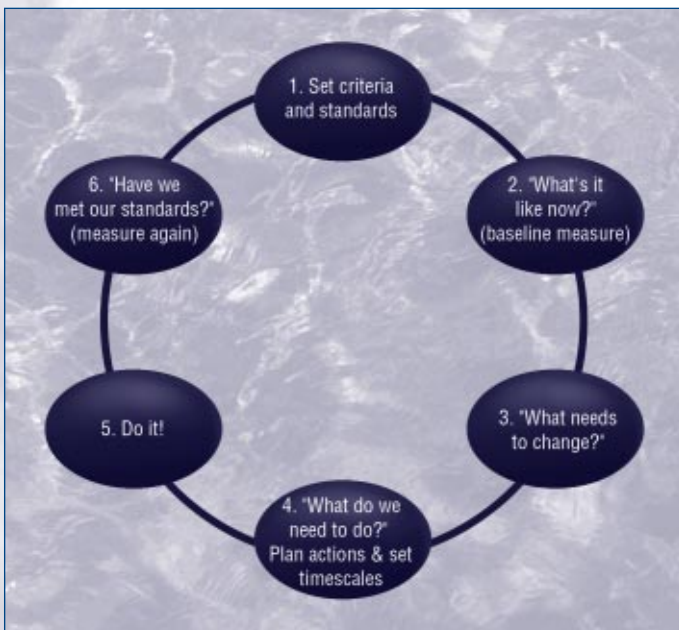 1. Set criteria
and standards
2. "What's it
like now?"
(baseline measure)
3. "What needs
to change?"
4. "What do we
need to do?"
Plan actions & set
timescales
5. Do it!
6. "Have we
met our standards?"
(measure again)